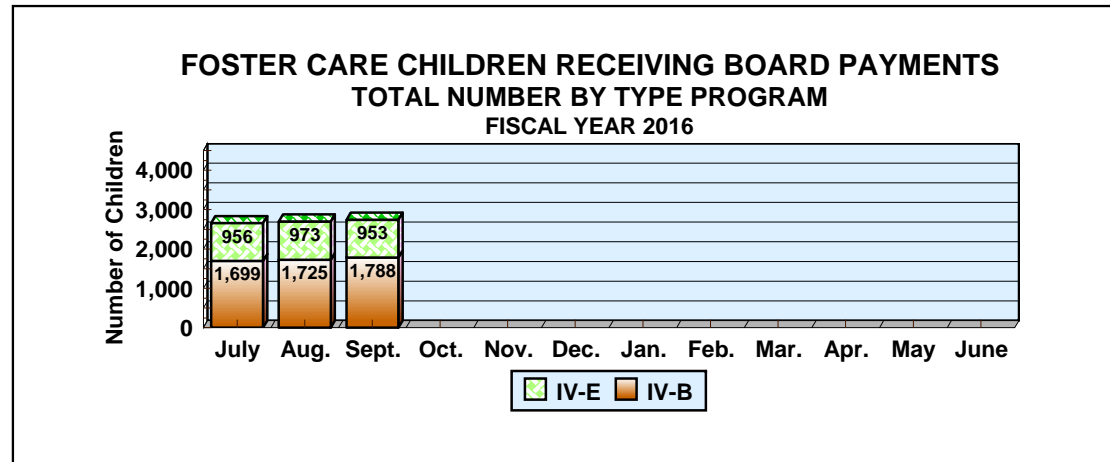 FOSTER CARE CHILDREN RECEIVING BOARD PAYMENTS
TOTAL NUMBER BY TYPE PROGRAM
FISCAL YEAR 2016
Number of Children
4,000
3,000
2,000
1,000
0
956 973 953
1,699 1,725 1,788
July Aug. Sept. Oct. Nov. Dec. Jan. Feb. Mar. Apr. May June
IV-E IV-B